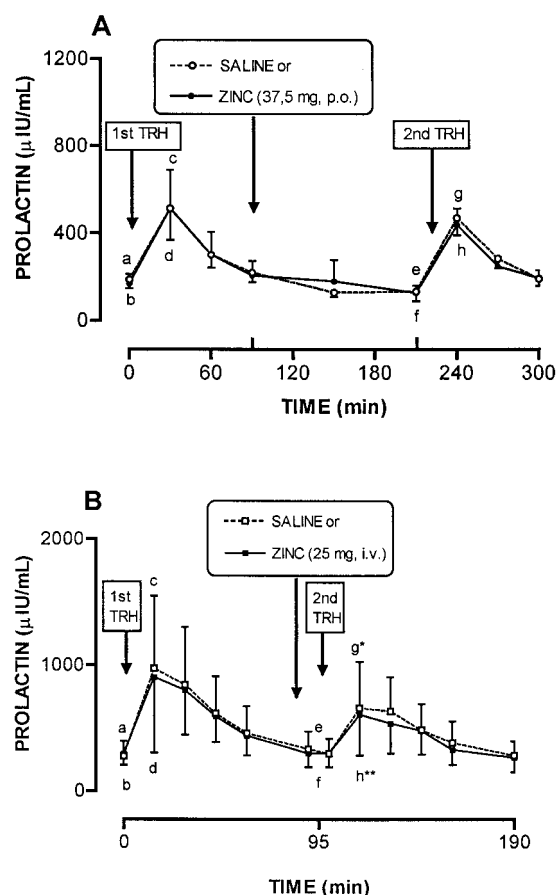 A
SALINE or
ZINC (37,5 mg, p.o.)
1st TRH
2nd TRH
PROLACTIN (μ IU/mL)
1200
800
400
0
a
b
c
d
e
f
g
h
0 60 120 180 240 300
TIME (min)
B
SALINE or
ZINC (25 mg, i.v.)
1st
TRH
2nd
TRH
PROLACTIN (μ IU/mL)
2000
1000
0
a
b
c
d
e
f
g*
h**
0 95 190
TIME (min)